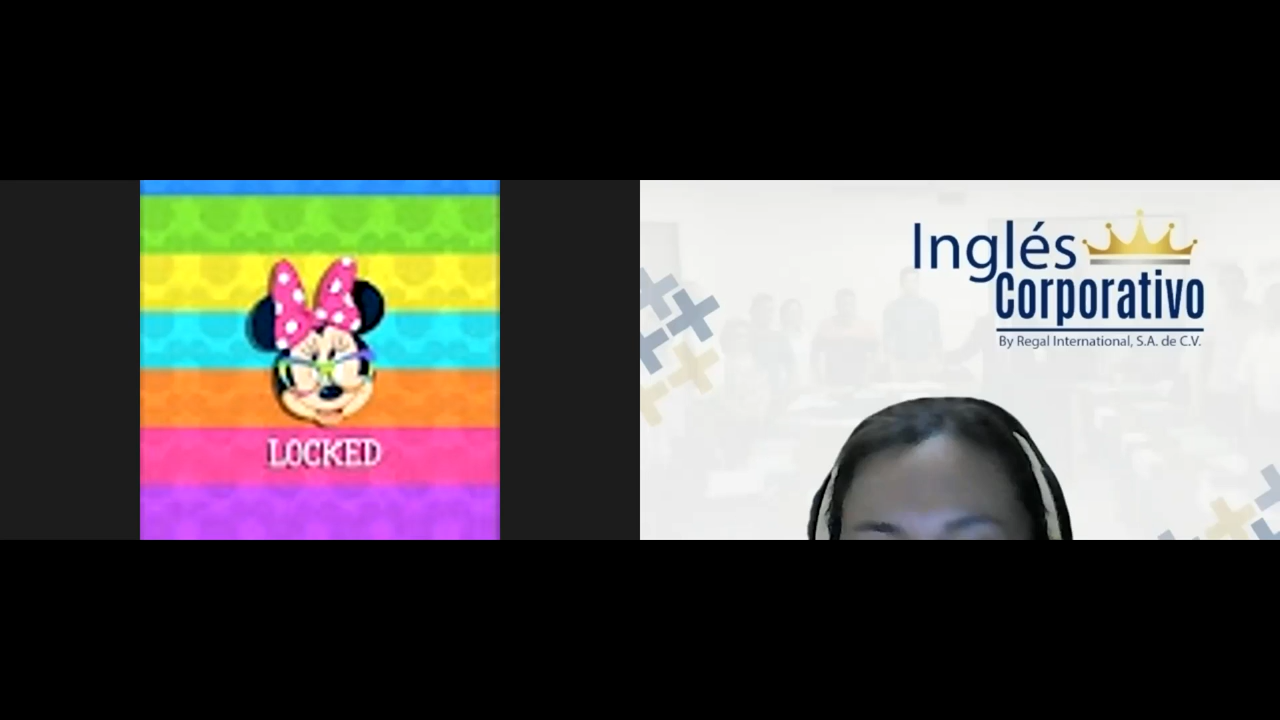 LOCKED
Inglés
Corporativo
By Regal International, S.A. de C.V.